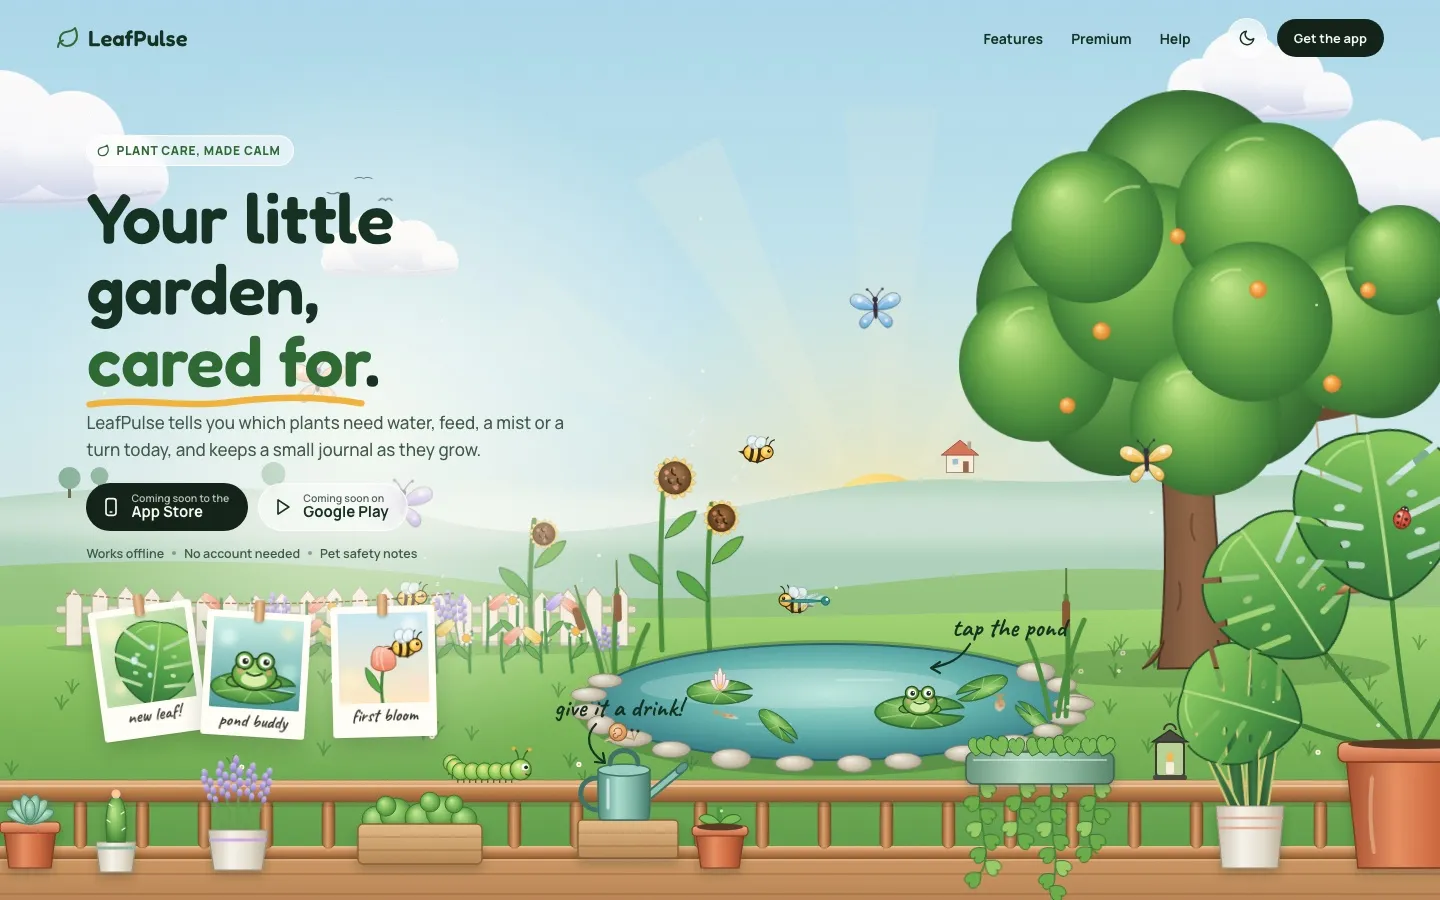 LeafPulse
Features
Premium
Help
Get the app
PLANT CARE, MADE CALM
Your little
garden,
cared for.
LeafPulse tells you which plants need water, feed, a mist or a
turn today, and keeps a small journal as they grow.
Coming soon to the
App Store
Coming soon on
Google Play
Works offline • No account needed • Pet safety notes
tap the pond
give it a drink!
new leaf!
pond buddy
first bloom